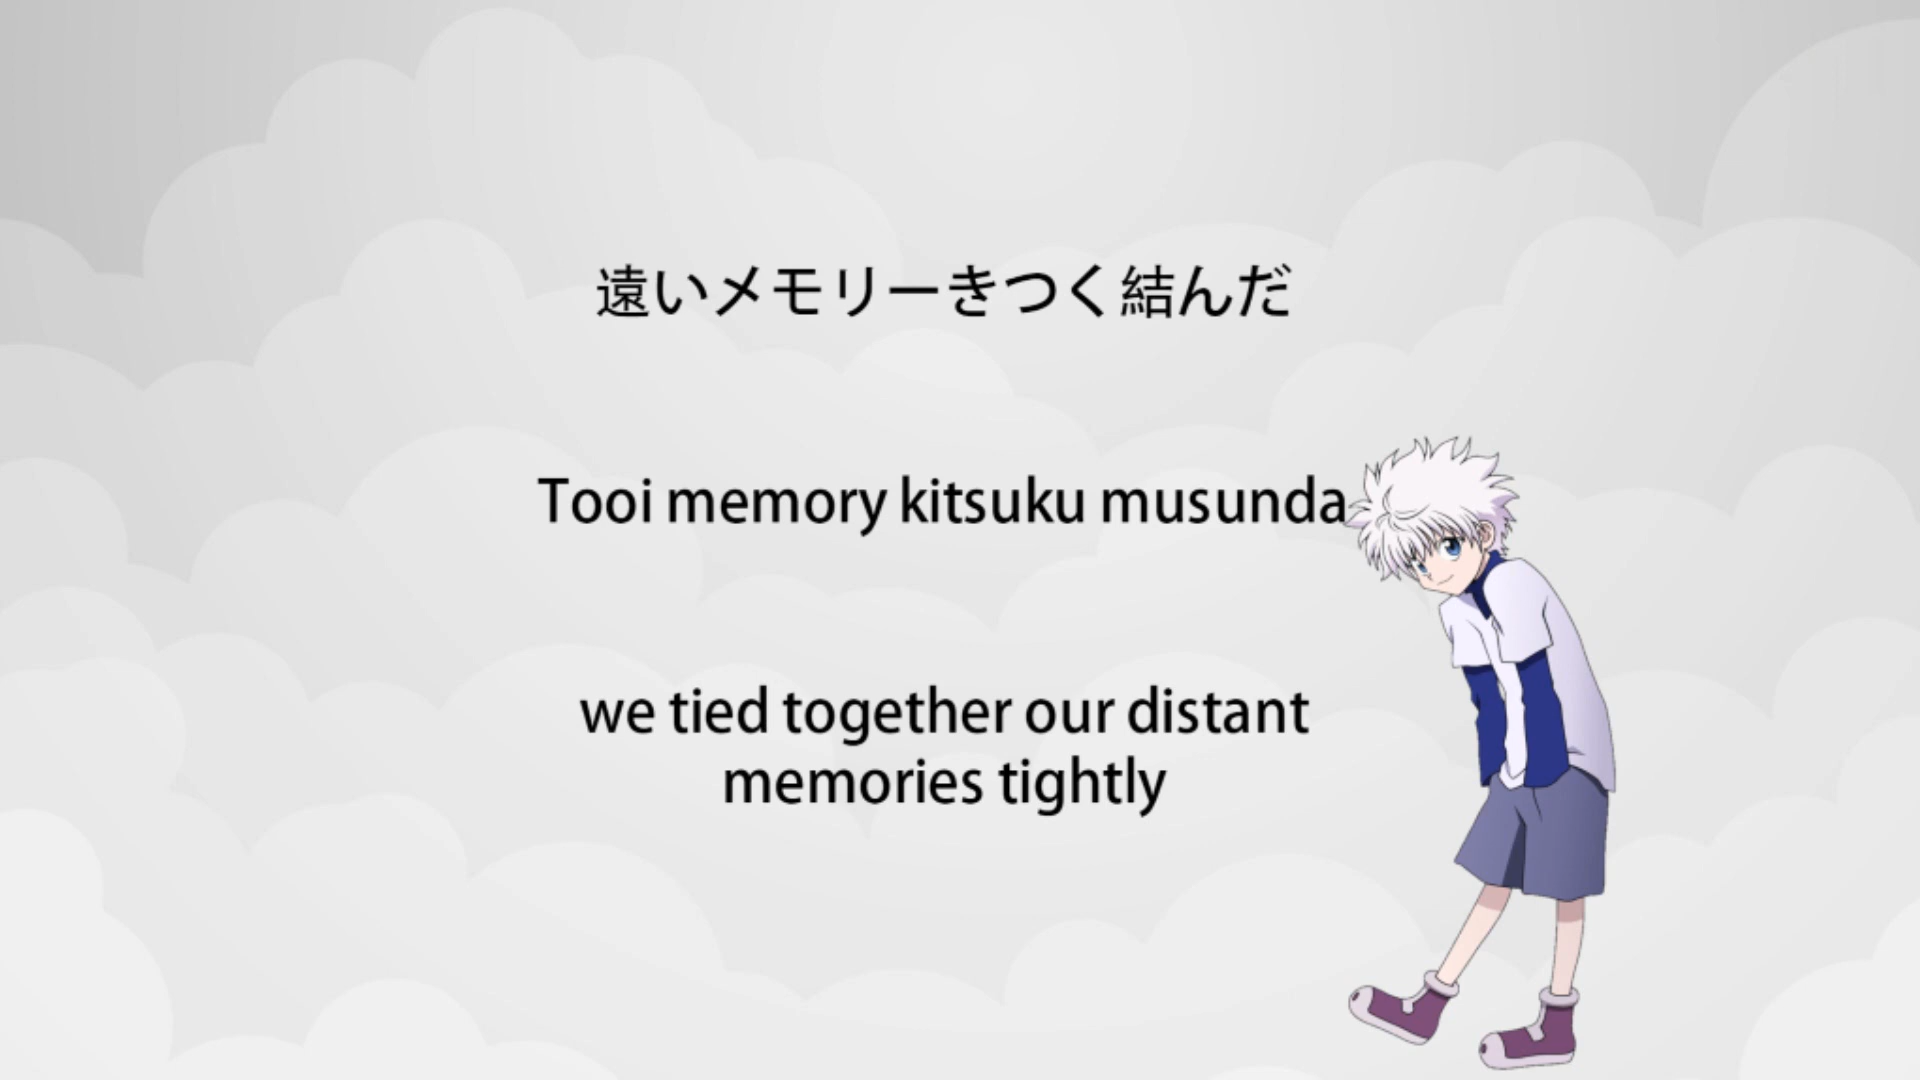 遠いメモリーきつく結んだ
Tooi memory kitsuku musunda
we tied together our distant
memories tightly